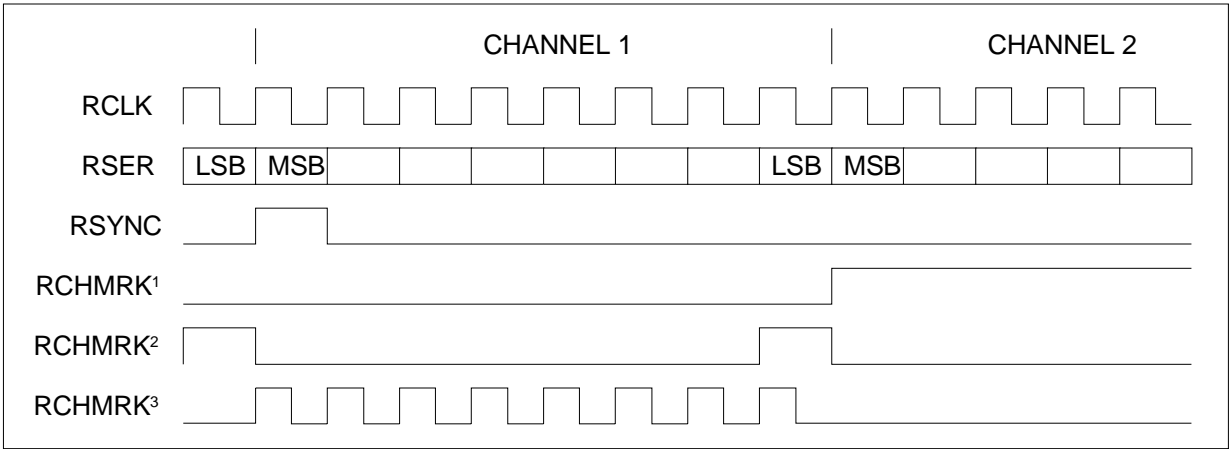 CHANNEL 1 CHANNEL 2
RCLK
RSER LSB MSB LSB MSB
RSYNC
RCHMRK¹
RCHMRK²
RCHMRK³